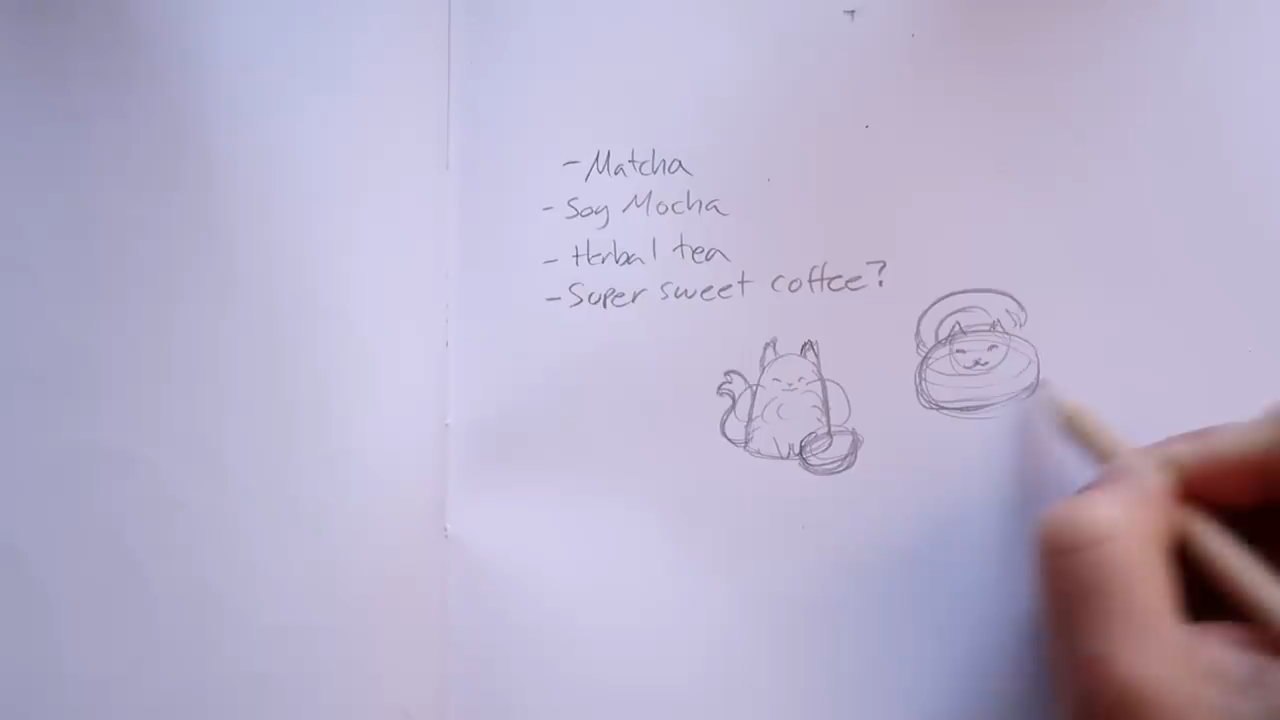 - Matcha
- Soy Mocha
- Herbal tea
- Super sweet coffee?